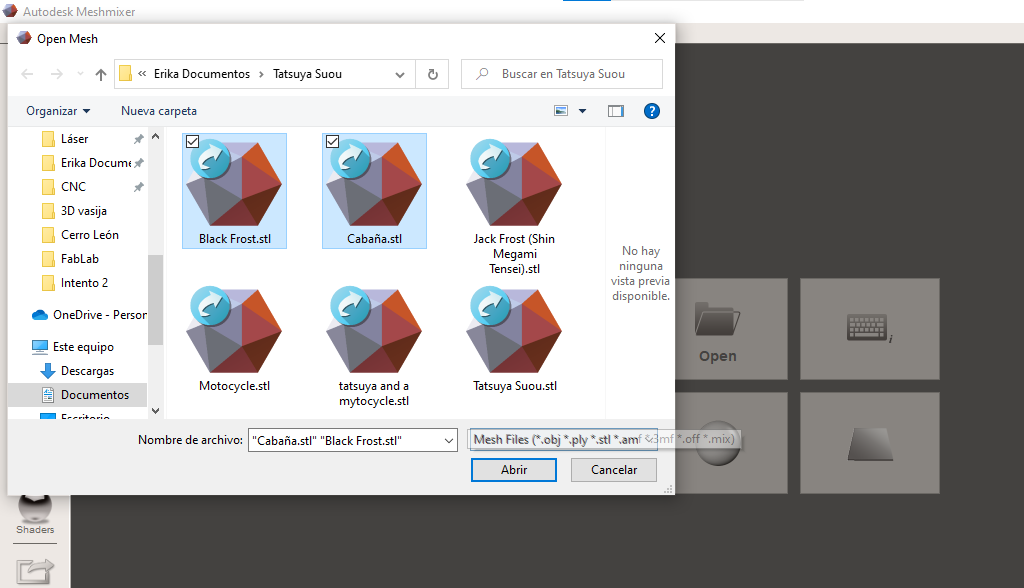 Autodesk Meshmixer
Open Mesh
« Erika Documentos › Tatsuya Suou
Buscar en Tatsuya Suou
Organizar
Nueva carpeta
Láser
Erika Docume
CNC
3D vasija
Cerro León
FabLab
Intento 2
OneDrive - Person
Este equipo
Descargas
Documentos
Escritorio
Black Frost.stl
Cabaña.stl
Jack Frost (Shin
Megami
Tensei).stl
Motocycle.stl
tatsuya and a
mytocycle.stl
Tatsuya Suou.stl
No hay
ninguna
vista previa
disponible.
Nombre de archivo:
"Cabaña.stl" "Black Frost.stl"
Mesh Files (*.obj *.ply *.stl *.amf *.3mf *.off *.mix)
Abrir
Cancelar
Open
i
Shaders